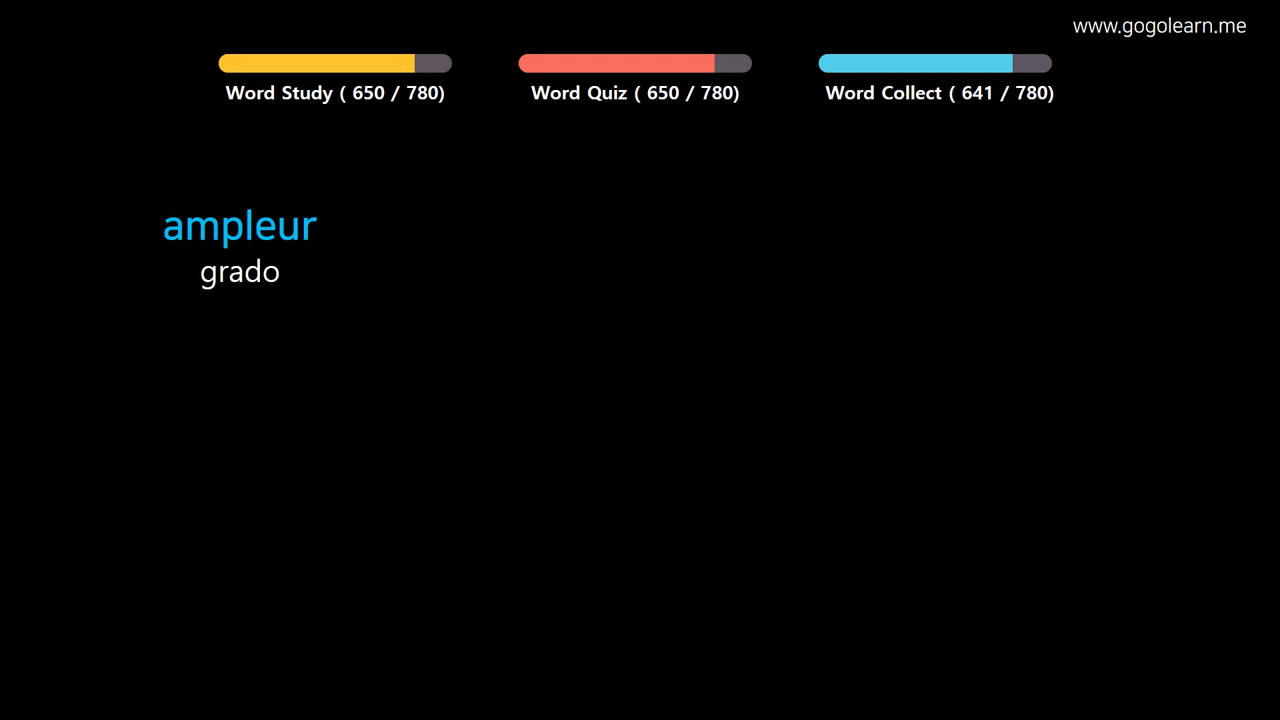 www.gogolearn.me
Word Study ( 650 / 780)
Word Quiz ( 650 / 780)
Word Collect ( 641 / 780)
ampleur
grado